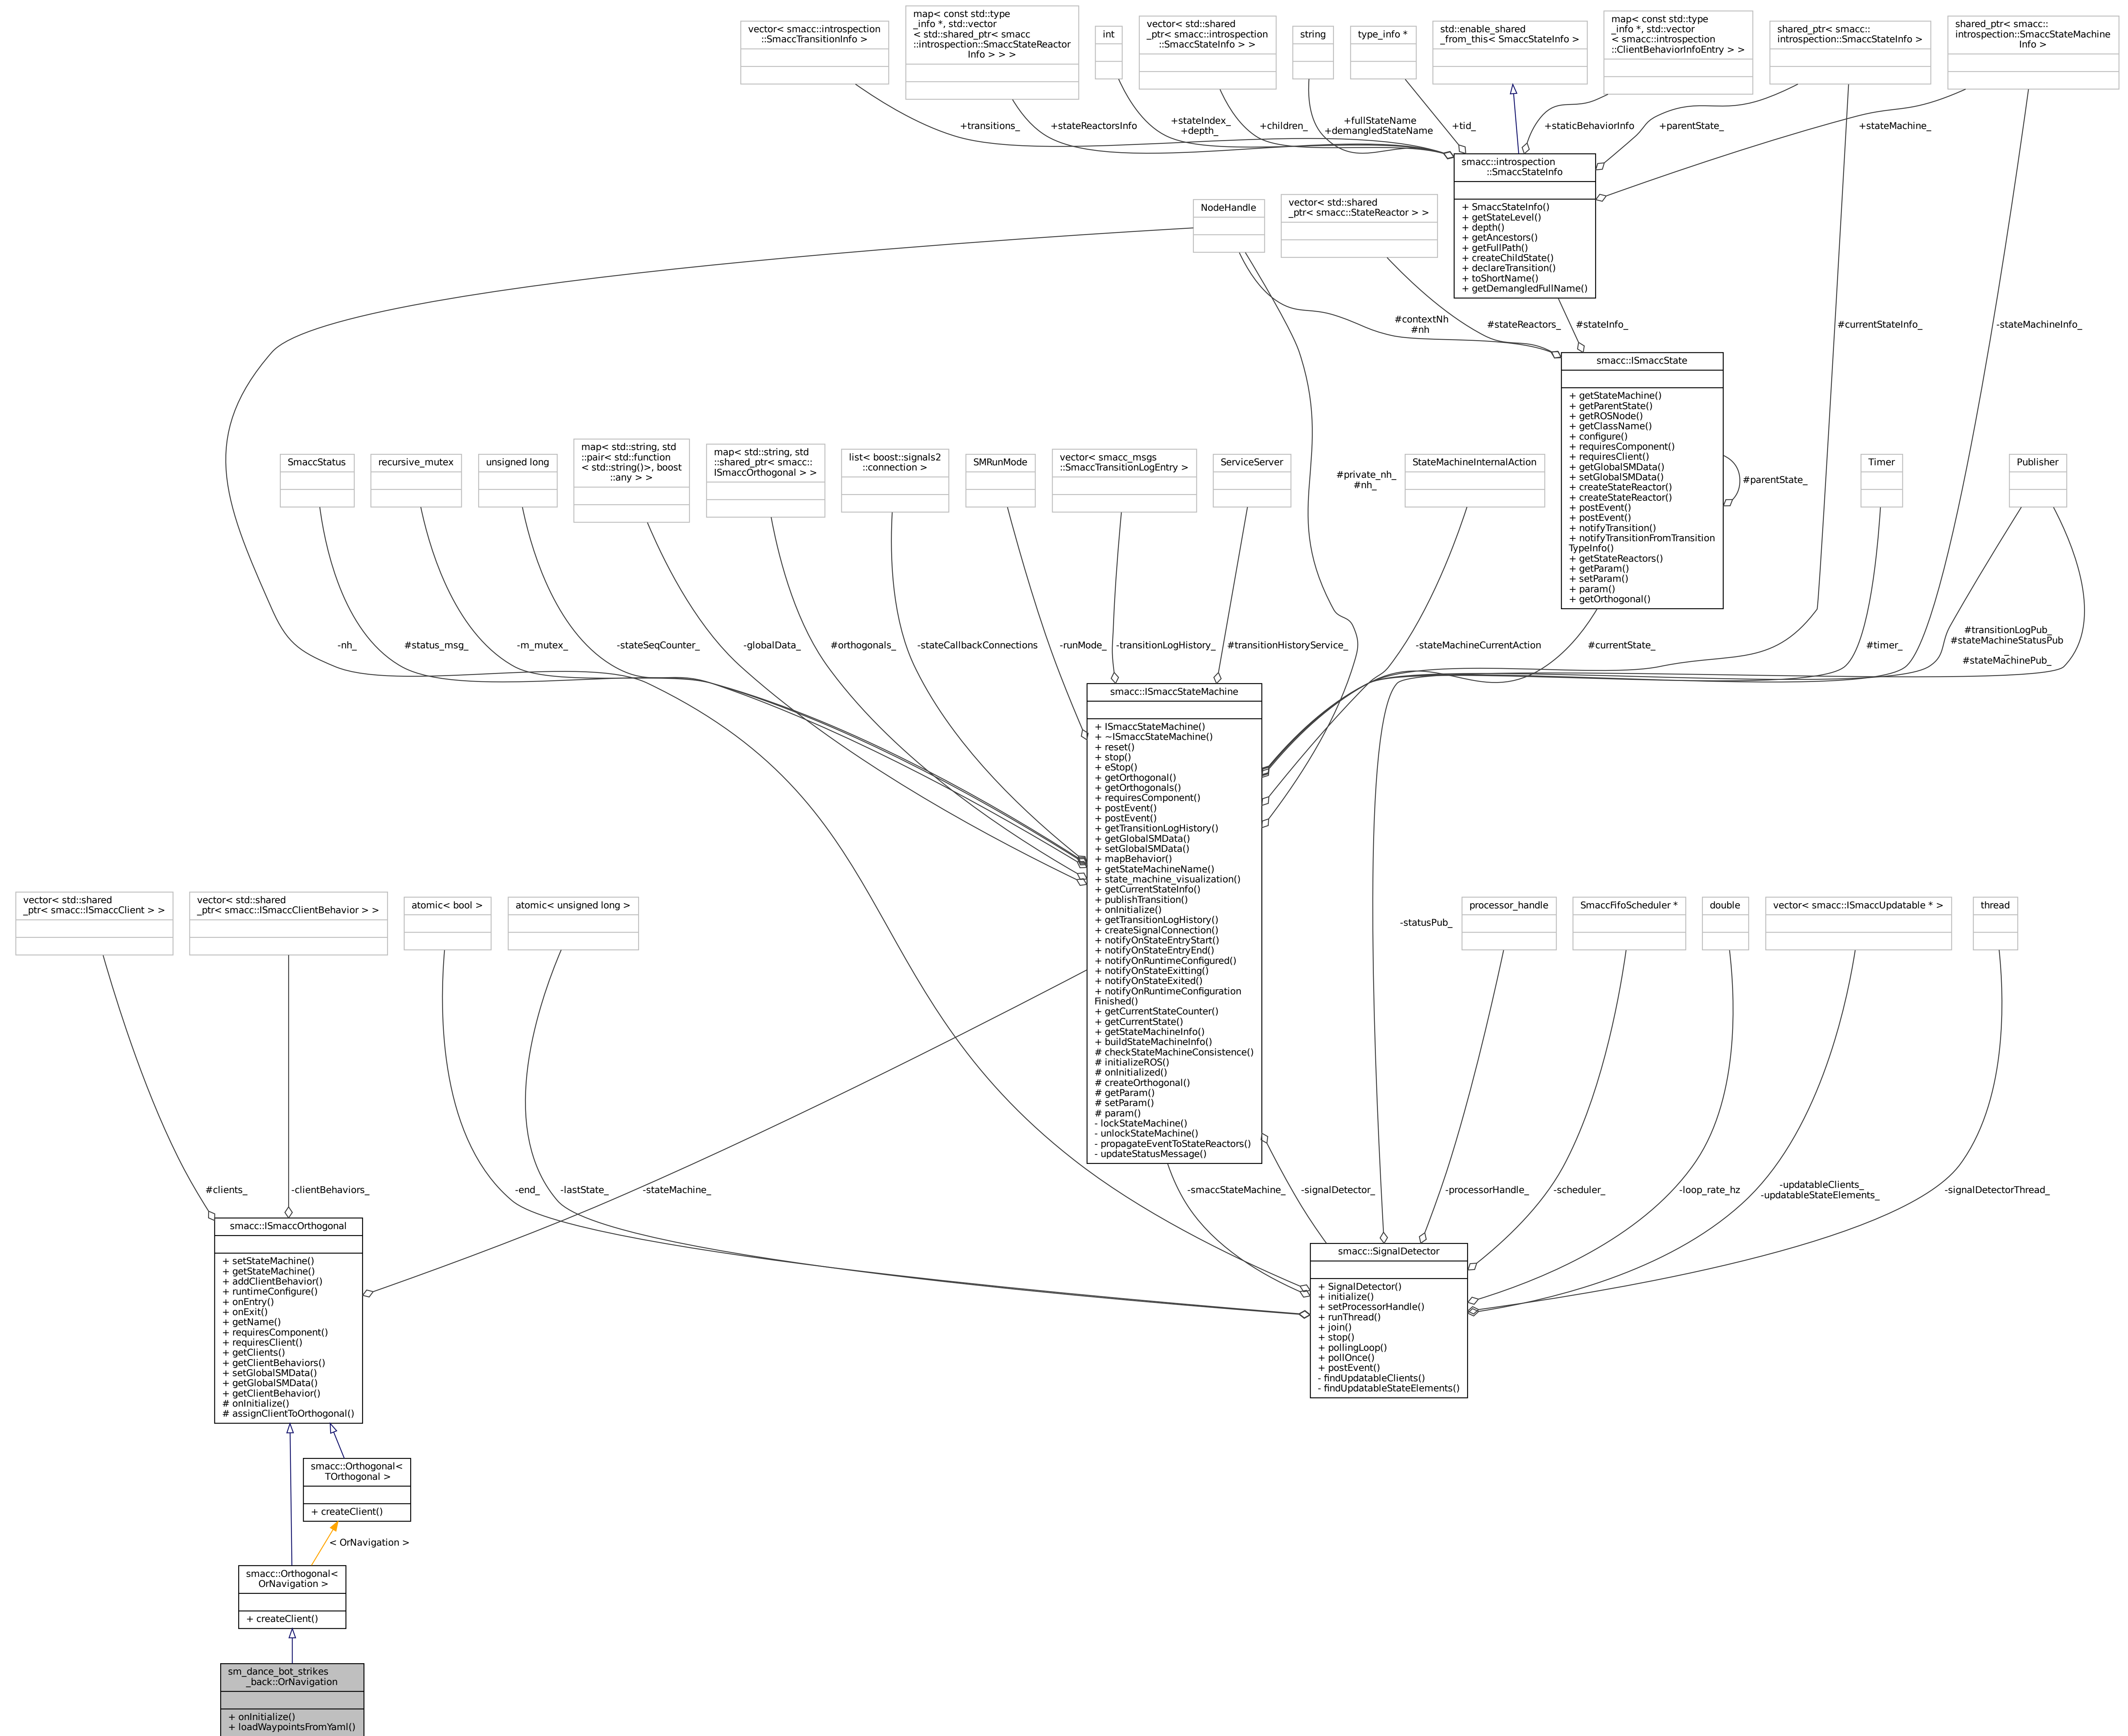 vector< smacc::introspection
::SmaccTransitionInfo >
map< const std::type
_info *, std::vector
< std::shared_ptr< smacc
::introspection::SmaccStateReactor
Info > > >
int
vector< std::shared
_ptr< smacc::introspection
::SmaccStateInfo > >
string
type_info *
std::enable_shared
_from_this< SmaccStateInfo >
map< const std::type
_info *, std::vector
< smacc::introspection
::ClientBehaviorInfoEntry > >
shared_ptr< smacc::
introspection::SmaccStateInfo >
shared_ptr< smacc::
introspection::SmaccStateMachine
Info >
+transitions_
+stateReactorsInfo
+stateIndex_
+depth_
+children_
+fullStateName
+demangledStateName
+tid_
+staticBehaviorInfo
+parentState_
+stateMachine_
smacc::introspection
::SmaccStateInfo
+ SmaccStateInfo()
+ getStateLevel()
+ depth()
+ getAncestors()
+ getFullPath()
+ createChildState()
+ declareTransition()
+ toShortName()
+ getDemangledFullName()
NodeHandle
vector< std::shared
_ptr< smacc::StateReactor > >
#contextNh
#nh
#stateReactors_
#stateInfo_
#currentStateInfo_
-stateMachineInfo_
smacc::ISmaccState
+ getStateMachine()
+ getParentState()
+ getROSNode()
+ getClassName()
+ configure()
+ requiresComponent()
+ requiresClient()
+ getGlobalSMData()
+ setGlobalSMData()
+ createStateReactor()
+ createStateReactor()
+ postEvent()
+ postEvent()
+ notifyTransition()
+ notifyTransitionFromTransition
TypeInfo()
+ getStateReactors()
+ getParam()
+ setParam()
+ param()
+ getOrthogonal()
#parentState_
SmaccStatus
recursive_mutex
unsigned long
map< std::string, std
::pair< std::function
< std::string()>, boost
::any > >
map< std::string, std
::shared_ptr< smacc::
ISmaccOrthogonal > >
list< boost::signals2
::connection >
SMRunMode
vector< smacc_msgs
::SmaccTransitionLogEntry >
ServiceServer
#private_nh_
#nh_
StateMachineInternalAction
Timer
Publisher
-nh_
#status_msg_
-m_mutex_
-stateSeqCounter_
-globalData_
#orthogonals_
-stateCallbackConnections
-runMode_
-transitionLogHistory_
#transitionHistoryService_
-stateMachineCurrentAction
#currentState_
#timer_
#transitionLogPub_
#stateMachineStatusPub
_
#stateMachinePub_
smacc::ISmaccStateMachine
+ ISmaccStateMachine()
+ ~ISmaccStateMachine()
+ reset()
+ stop()
+ eStop()
+ getOrthogonal()
+ getOrthogonals()
+ requiresComponent()
+ postEvent()
+ postEvent()
+ getTransitionLogHistory()
+ getGlobalSMData()
+ setGlobalSMData()
+ mapBehavior()
+ getStateMachineName()
+ state_machine_visualization()
+ getCurrentStateInfo()
+ publishTransition()
+ onInitialize()
+ getTransitionLogHistory()
+ createSignalConnection()
+ notifyOnStateEntryStart()
+ notifyOnStateEntryEnd()
+ notifyOnRuntimeConfigured()
+ notifyOnStateExitting()
+ notifyOnStateExited()
+ notifyOnRuntimeConfiguration
Finished()
+ getCurrentStateCounter()
+ getCurrentState()
+ getStateMachineInfo()
+ buildStateMachineInfo()
# checkStateMachineConsistence()
# initializeROS()
# onInitialized()
# createOrthogonal()
# getParam()
# setParam()
# param()
- lockStateMachine()
- unlockStateMachine()
- propagateEventToStateReactors()
- updateStatusMessage()
vector< std::shared
_ptr< smacc::ISmaccClient > >
vector< std::shared
_ptr< smacc::ISmaccClientBehavior > >
atomic< bool >
atomic< unsigned long >
-statusPub_
processor_handle
SmaccFifoScheduler *
double
vector< smacc::ISmaccUpdatable * >
thread
#clients_
-clientBehaviors_
-end_
-lastState_
-stateMachine_
-smaccStateMachine_
-signalDetector_
-processorHandle_
-scheduler_
-loop_rate_hz
-updatableClients_
-updatableStateElements_
-signalDetectorThread_
smacc::ISmaccOrthogonal
+ setStateMachine()
+ getStateMachine()
+ addClientBehavior()
+ runtimeConfigure()
+ onEntry()
+ onExit()
+ getName()
+ requiresComponent()
+ requiresClient()
+ getClients()
+ getClientBehaviors()
+ setGlobalSMData()
+ getGlobalSMData()
+ getClientBehavior()
# onInitialize()
# assignClientToOrthogonal()
smacc::SignalDetector
+ SignalDetector()
+ initialize()
+ setProcessorHandle()
+ runThread()
+ join()
+ stop()
+ pollingLoop()
+ pollOnce()
+ postEvent()
- findUpdatableClients()
- findUpdatableStateElements()
smacc::Orthogonal<
TOrthogonal >
+ createClient()
< OrNavigation >
smacc::Orthogonal<
OrNavigation >
+ createClient()
sm_dance_bot_strikes
_back::OrNavigation
+ onInitialize()
+ loadWaypointsFromYaml()